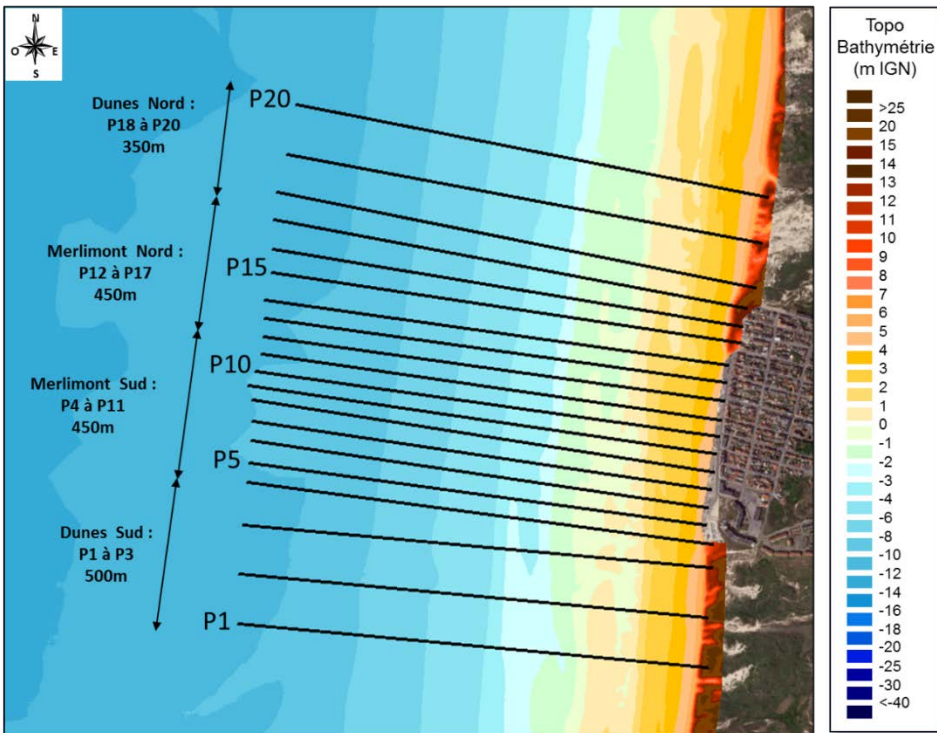 N
O
E
S
Dunes Nord :
P18 à P20
350m
Merlimont Nord :
P12 à P17
450m
Merlimont Sud :
P4 à P11
450m
Dunes Sud :
P1 à P3
500m
P20
P15
P10
P5
P1
Topo
Bathymétrie
(m IGN)
>25
20
15
14
13
12
11
10
9
8
7
6
5
4
3
2
1
0
-1
-2
-3
-4
-6
-8
-10
-12
-14
-16
-18
-20
-25
-30
<-40